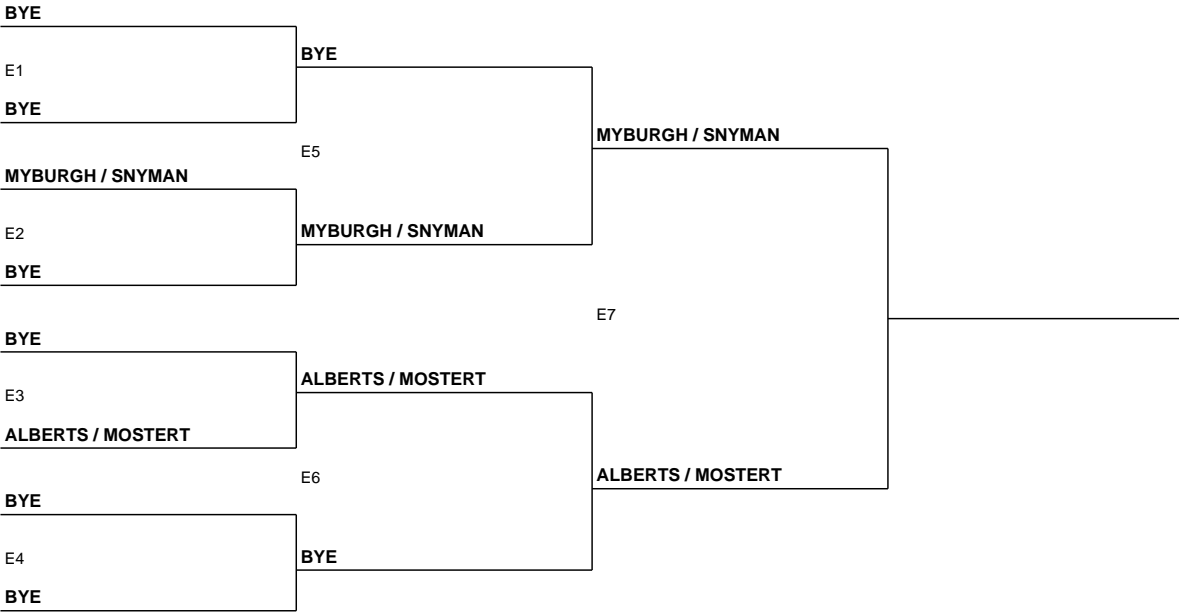 BYE
E1
BYE
BYE
E5
MYBURGH / SNYMAN
MYBURGH / SNYMAN
E2
BYE
MYBURGH / SNYMAN
E7
BYE
E3
ALBERTS / MOSTERT
ALBERTS / MOSTERT
E6
ALBERTS / MOSTERT
BYE
E4
BYE
BYE